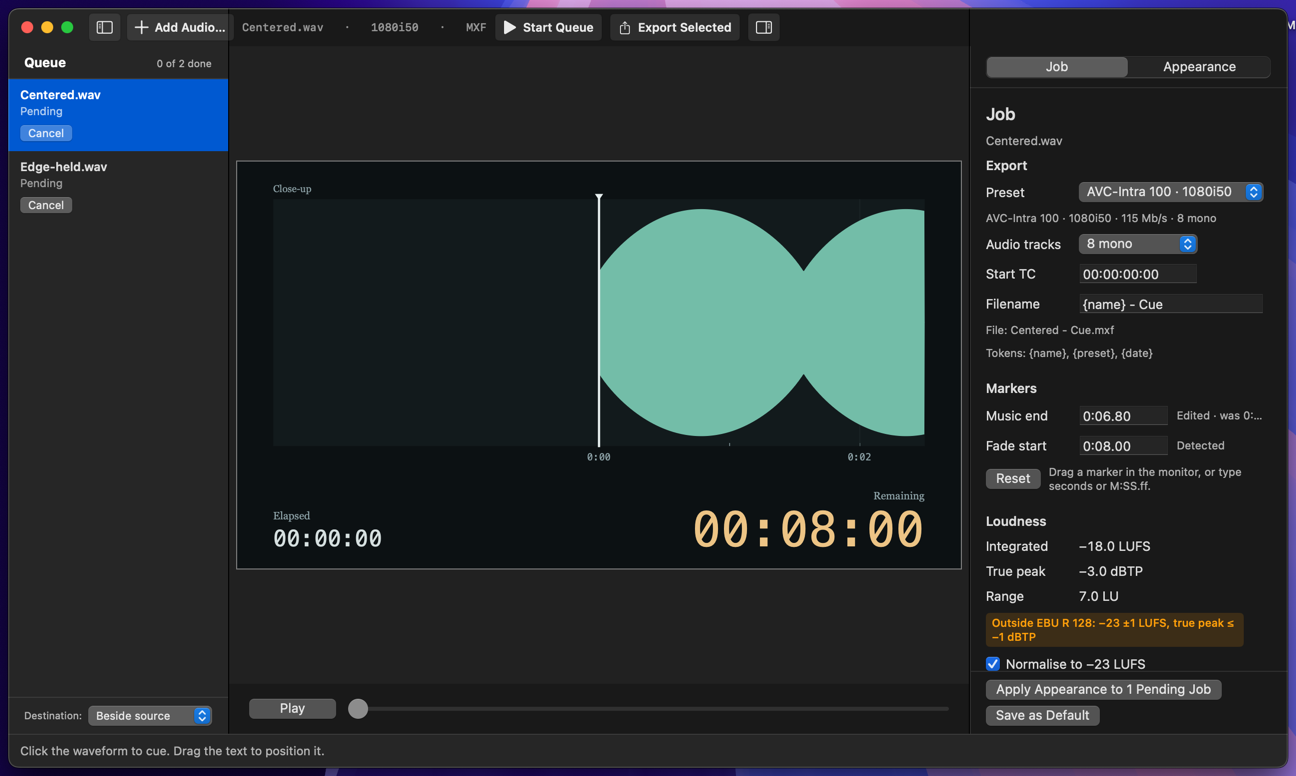 Add Audio...
Centered.wav · 1080i50 · MXF
Start Queue
Export Selected
Queue
0 of 2 done
Centered.wav
Pending
Cancel
Edge-held.wav
Pending
Cancel
Destination: Beside source
Close-up
0:00
0:02
Elapsed
00:00:00
Remaining
00:08:00
Play
Job
Appearance
Job
Centered.wav
Export
Preset AVC-Intra 100 · 1080i50
AVC-Intra 100 · 1080i50 · 115 Mb/s · 8 mono
Audio tracks 8 mono
Start TC 00:00:00:00
Filename {name} - Cue
File: Centered - Cue.mxf
Tokens: {name}, {preset}, {date}
Markers
Music end 0:06.80 Edited · was 0:...
Fade start 0:08.00 Detected
Reset
Drag a marker in the monitor, or type
seconds or M:SS.ff.
Loudness
Integrated −18.0 LUFS
True peak −3.0 dBTP
Range 7.0 LU
Outside EBU R 128: −23 ±1 LUFS, true peak ≤
−1 dBTP
Normalise to −23 LUFS
Apply Appearance to 1 Pending Job
Save as Default
Click the waveform to cue. Drag the text to position it.